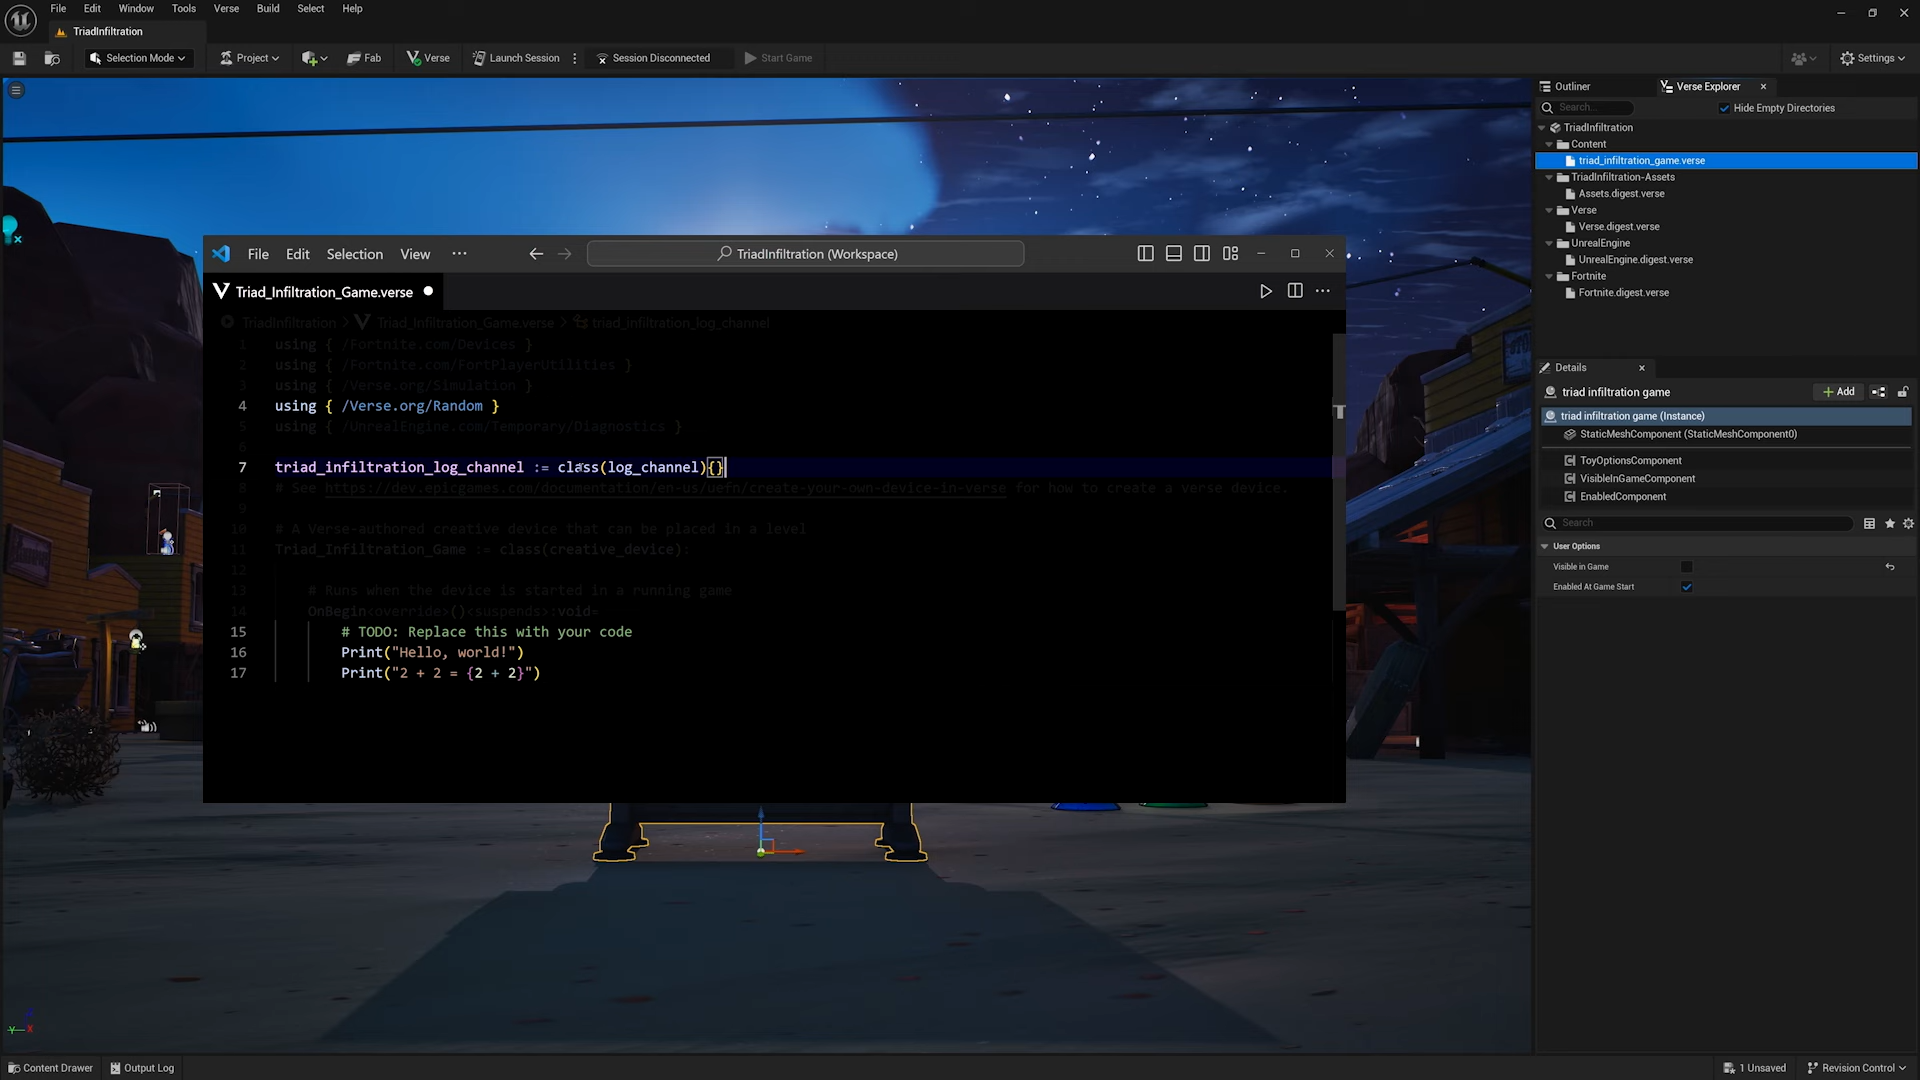 File Edit Window Tools Verse Build Select Help
TriadInfiltration
Selection Mode Project Fab Verse Launch Session Session Disconnected Start Game Settings
Outliner Verse Explorer
Search... Hide Empty Directories
TriadInfiltration
Content
triad_infiltration_game.verse
TriadInfiltration-Assets
Assets.digest.verse
Verse
Verse.digest.verse
UnrealEngine
UnrealEngine.digest.verse
Fortnite
Fortnite.digest.verse
File Edit Selection View ··· TriadInfiltration (Workspace)
Triad_Infiltration_Game.verse
TriadInfiltration > Triad_Infiltration_Game.verse > triad_infiltration_log_channel
1 using { /Fortnite.com/Devices }
2 using { /Fortnite.com/FortPlayerUtilities }
3 using { /Verse.org/Simulation }
4 using { /Verse.org/Random }
5 using { /UnrealEngine.com/Temporary/Diagnostics }
6
7 triad_infiltration_log_channel := class(log_channel){}
8 # See https://dev.epicgames.com/documentation/en-us/uefn/create-your-own-device-in-verse for how to create a verse device.
9
10 # A Verse-authored creative device that can be placed in a level
11 Triad_Infiltration_Game := class(creative_device):
12
13 # Runs when the device is started in a running game
14 OnBegin<override>()<suspends>:void=
15 # TODO: Replace this with your code
16 Print("Hello, world!")
17 Print("2 + 2 = {2 + 2}")
Details
triad infiltration game + Add
triad infiltration game (Instance)
StaticMeshComponent (StaticMeshComponent0)
ToyOptionsComponent
VisibleInGameComponent
EnabledComponent
Search
User Options
Visible in Game
Enabled At Game Start
Content Drawer Output Log 1 Unsaved Revision Control